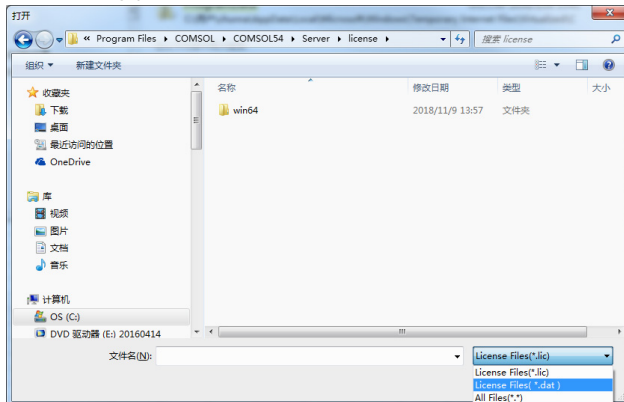 打开
« Program Files ▸ COMSOL ▸ COMSOL54 ▸ Server ▸ license ▸
搜索 license
组织 新建文件夹
名称 修改日期 类型 大小
win64 2018/11/9 13:57 文件夹
收藏夹
下载
桌面
最近访问的位置
OneDrive
库
视频
图片
文档
音乐
计算机
OS (C:)
DVD 驱动器 (E:) 20160414
文件名(N):
License Files(*.lic)
License Files(*.lic)
License Files( *.dat )
All Files(*.*)